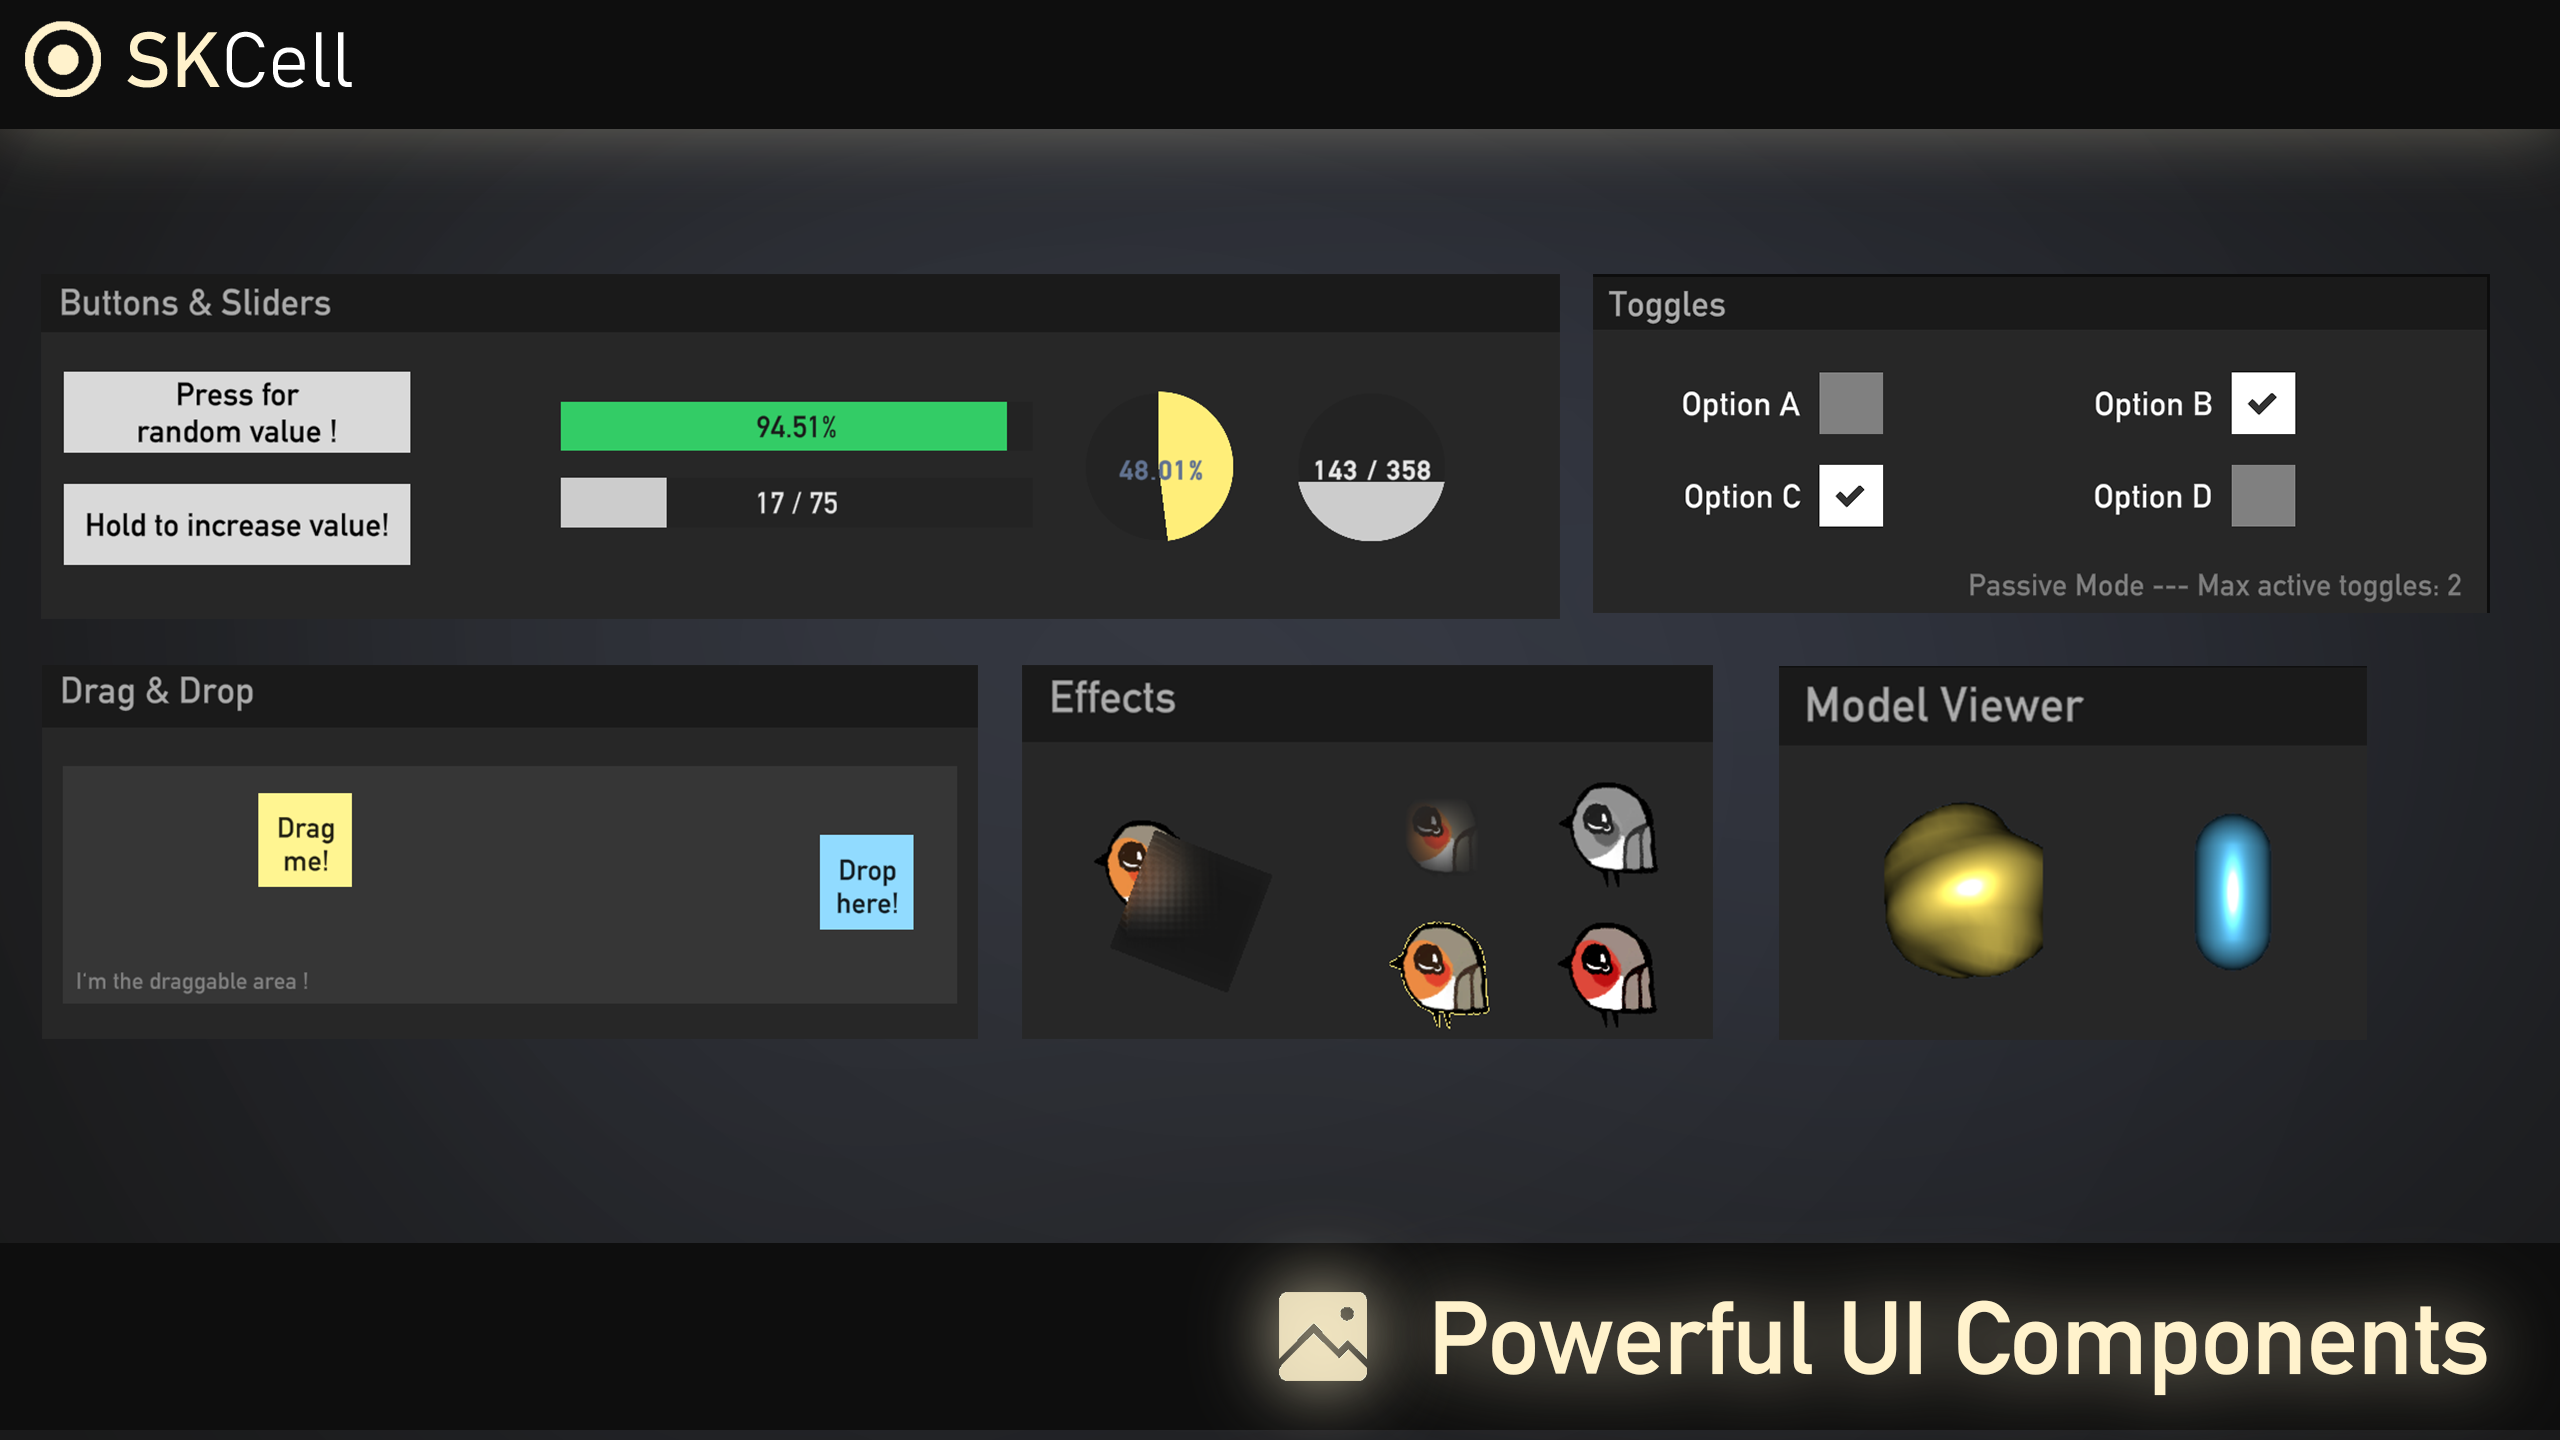 SKCell
Buttons & Sliders
Press for
random value !
Hold to increase value!
94.51%
17 / 75
48.01%
143 / 358
Toggles
Option A
Option B
Option C
Option D
Passive Mode --- Max active toggles: 2
Drag & Drop
Drag
me!
Drop
here!
I'm the draggable area !
Effects
Model Viewer
Powerful UI Components